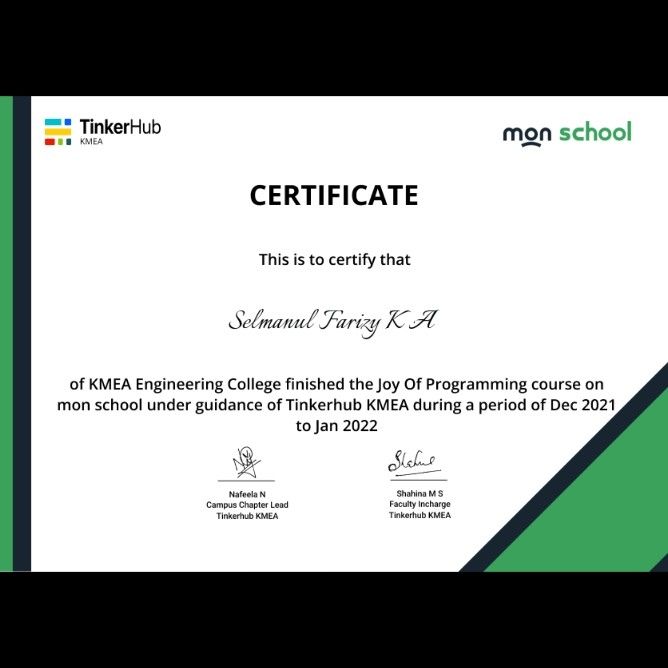 TinkerHub
KMEA
mon school
CERTIFICATE
This is to certify that
Selmanul Farizy K A
of KMEA Engineering College finished the Joy Of Programming course on
mon school under guidance of Tinkerhub KMEA during a period of Dec 2021
to Jan 2022
Nafeela N
Campus Chapter Lead
Tinkerhub KMEA
Shahina M S
Faculty Incharge
Tinkerhub KMEA